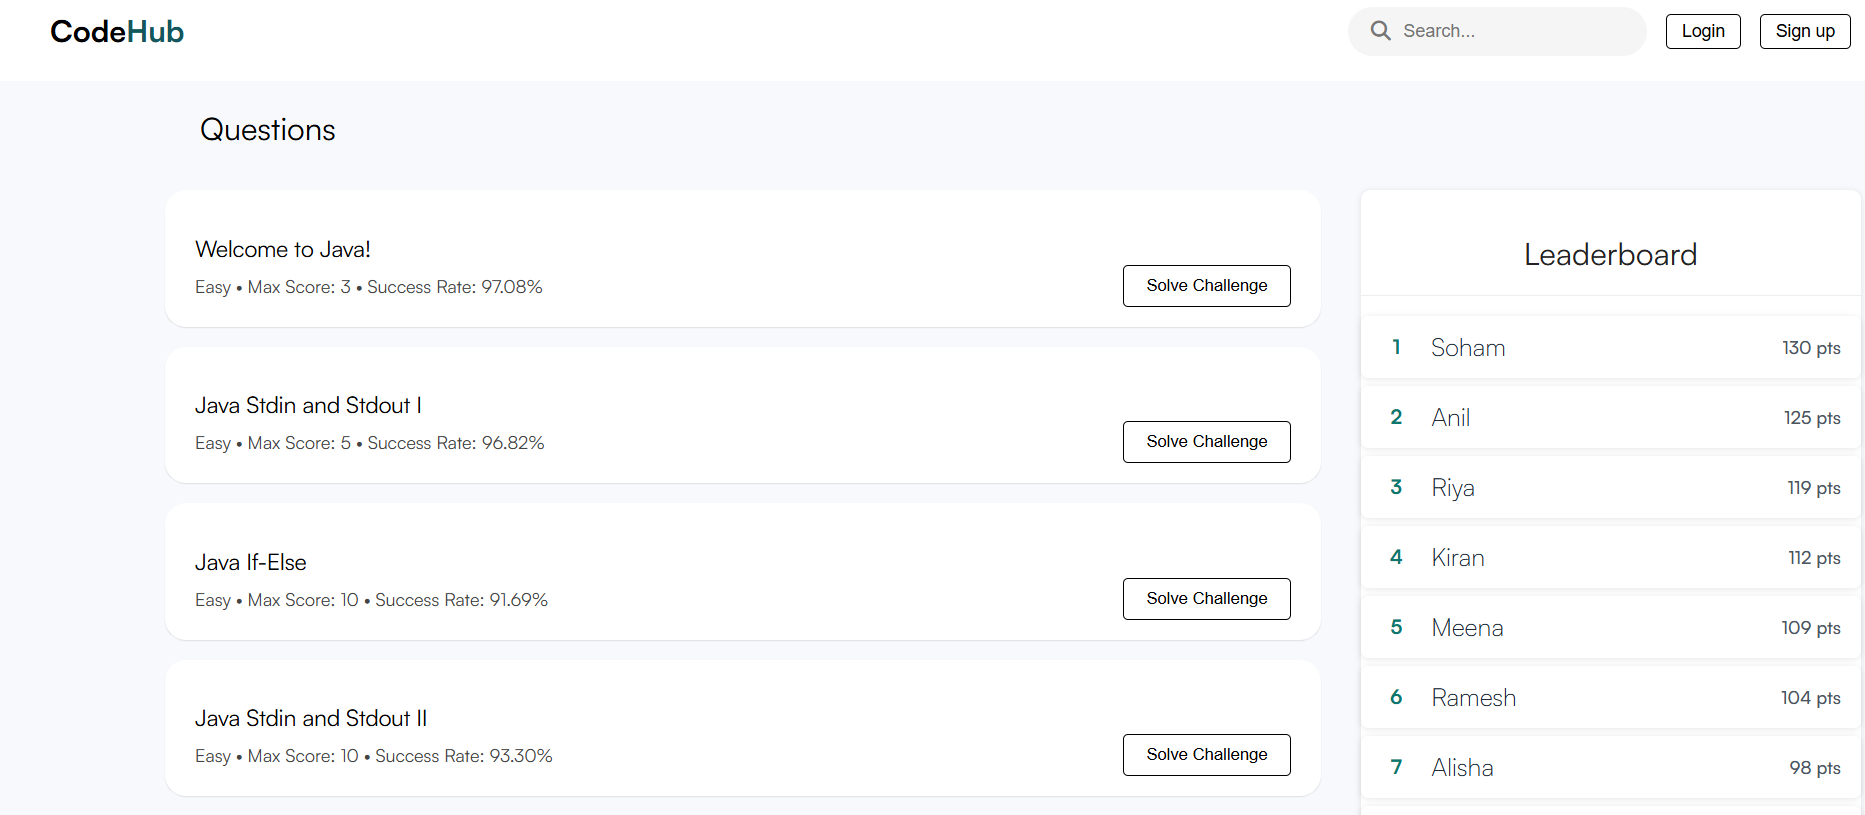 CodeHub
Search...
Login
Sign up
Questions
Welcome to Java!
Easy • Max Score: 3 • Success Rate: 97.08%
Solve Challenge
Java Stdin and Stdout I
Easy • Max Score: 5 • Success Rate: 96.82%
Solve Challenge
Java If-Else
Easy • Max Score: 10 • Success Rate: 91.69%
Solve Challenge
Java Stdin and Stdout II
Easy • Max Score: 10 • Success Rate: 93.30%
Solve Challenge
Leaderboard
1 Soham 130 pts
2 Anil 125 pts
3 Riya 119 pts
4 Kiran 112 pts
5 Meena 109 pts
6 Ramesh 104 pts
7 Alisha 98 pts